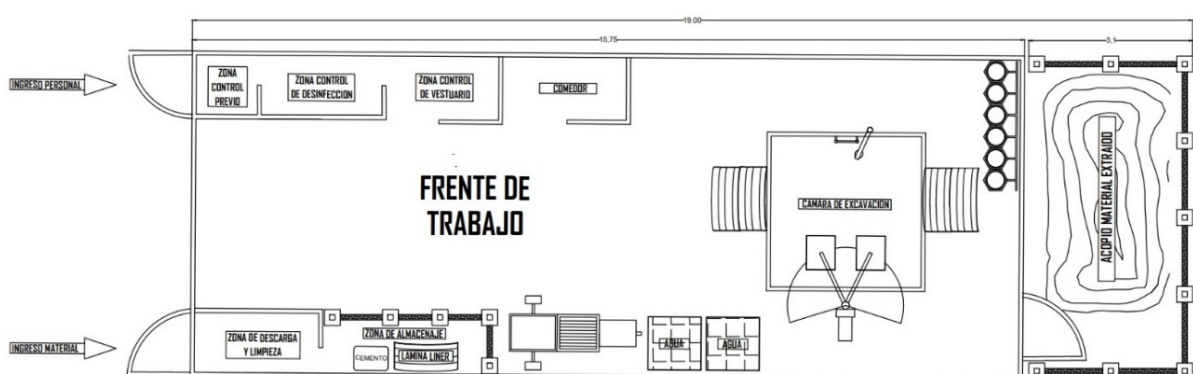 19.00
15,75
3,1
INGRESO PERSONAL
ZONA
CONTROL
PREVIO
ZONA CONTROL
DE DESINFECCION
ZONA CONTROL
DE VESTUARIO
COMEDOR
FRENTE DE
TRABAJO
CAMARA DE EXCAVACION
ACOPIO MATERIAL EXTRAIDO
INGRESO MATERIAL
ZONA DE DESCARGA
Y LIMPIEZA
ZONA DE ALMACENAJE
CEMENTO
LAMINA LINER
AGUA
AGUA